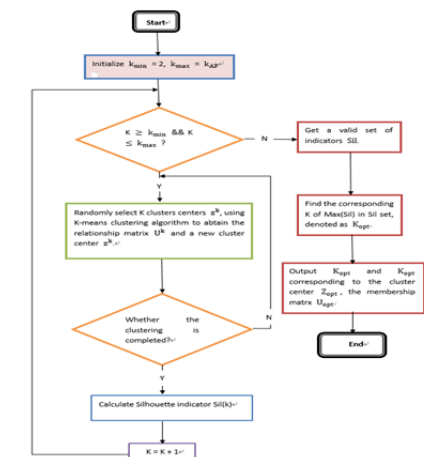 Start
Initialize k_min = 2, k_max = k_AP
K ≥ k_min && K
≤ k_max ?
N
Y
Get a valid set of
indicators Sil.
Randomly select K clusters centers z^k, using
K-means clustering algorithm to abtain the
relationship matrix U^k and a new cluster
center z^k.
Find the corresponding
K of Max(Sil) in Sil set,
denoted as K_opt.
Output K_opt and K_opt
corresponding to the cluster
center Z_opt, the membership
matrx U_opt.
Whether the
clustering is
completed?
N
Y
End
Calculate Silhouette indicator Sil(k)
K = K + 1